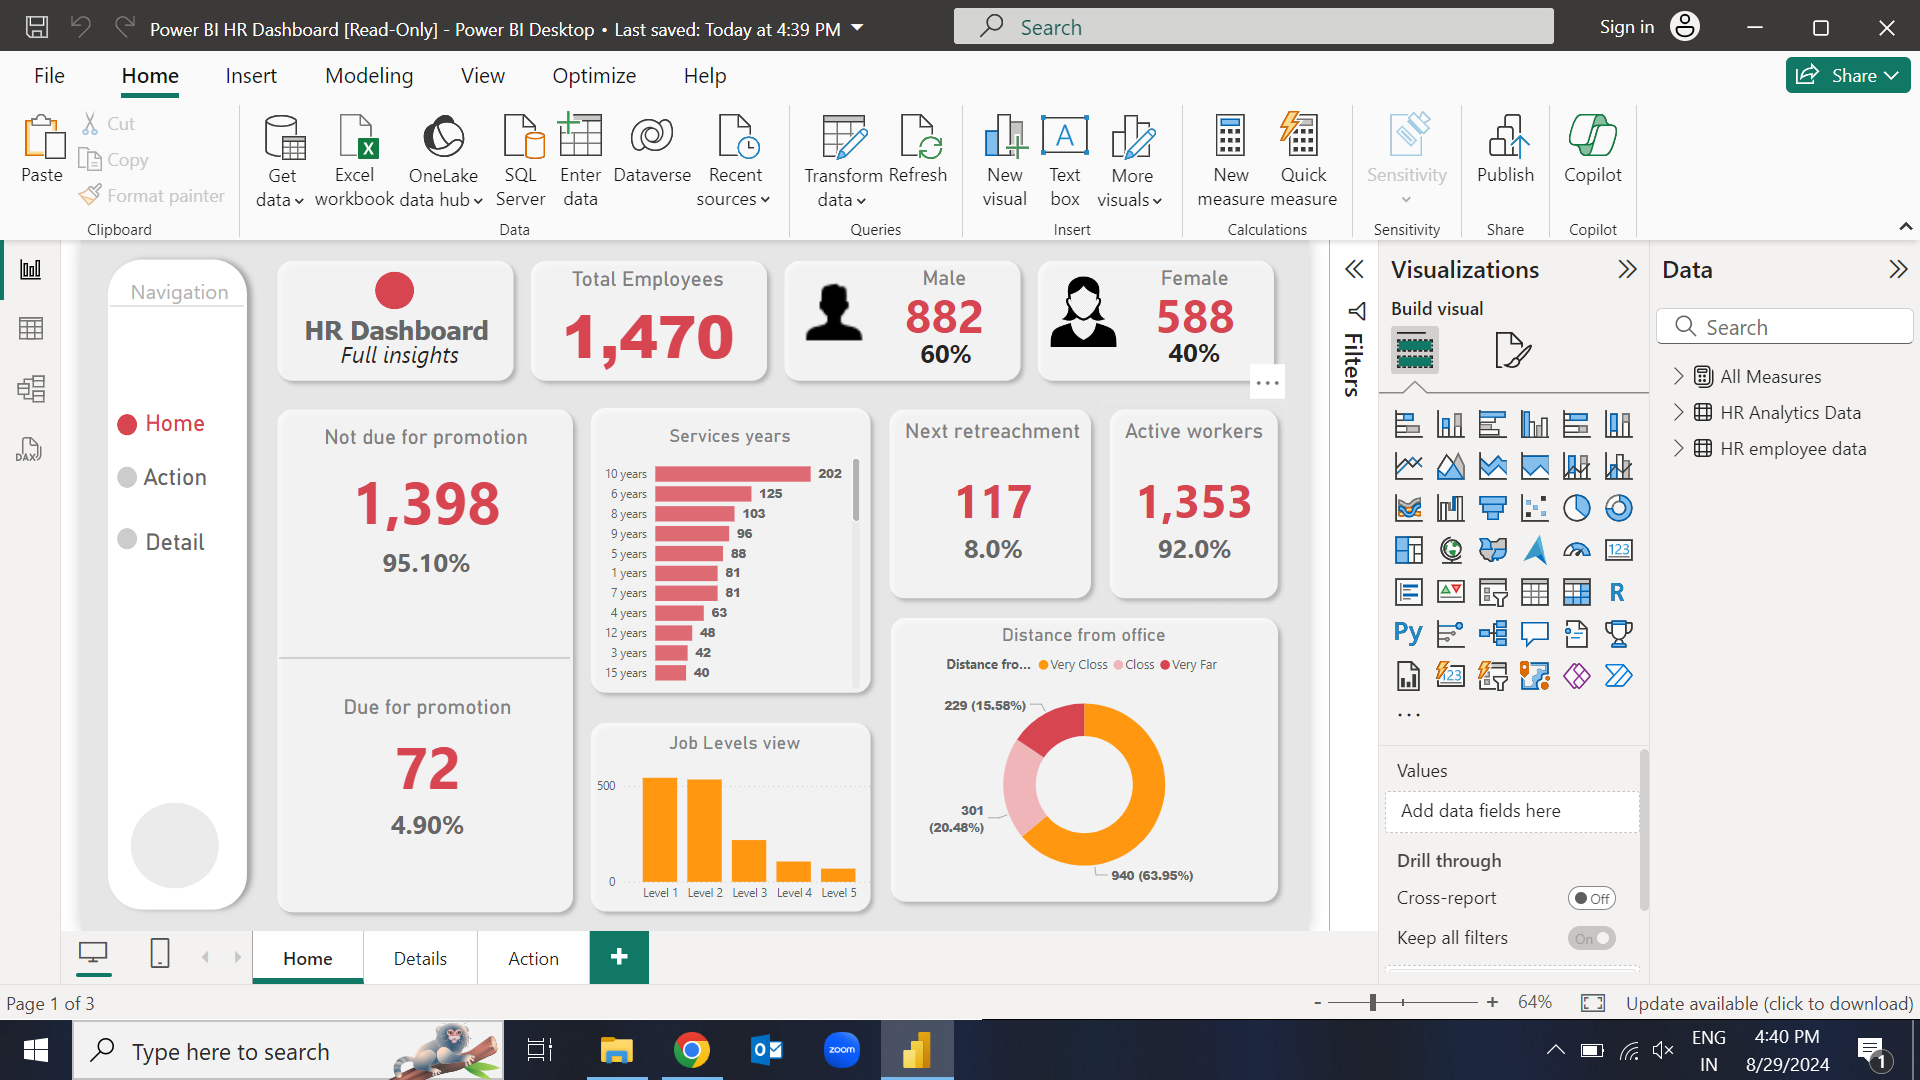 Power BI HR Dashboard [Read-Only] - Power BI Desktop • Last saved: Today at 4:39 PM
Search
Sign in
File
Home
Insert
Modeling
View
Optimize
Help
Share
Paste
Cut
Copy
Format painter
Get data
Excel workbook
OneLake data hub
SQL Server
Enter data
Dataverse
Recent sources
Transform data
Refresh
New visual
Text box
More visuals
New measure
Quick measure
Sensitivity
Publish
Copilot
Clipboard
Data
Queries
Insert
Calculations
Sensitivity
Share
Copilot
DAX
Navigation
Home
Action
Detail
HR Dashboard
Full insights
Total Employees
1,470
Male
882
60%
Female
588
40%
Not due for promotion
1,398
95.10%
Due for promotion
72
4.90%
Services years
10 years 202
6 years 125
8 years 103
9 years 96
5 years 88
1 years 81
7 years 81
4 years 63
12 years 48
3 years 42
15 years 40
Job Levels view
500
0
Level 1 Level 2 Level 3 Level 4 Level 5
Next retreachment
117
8.0%
Active workers
1,353
92.0%
Distance from office
Distance fro... Very Closs Closs Very Far
229 (15.58%)
301
(20.48%)
940 (63.95%)
Filters
Visualizations
Build visual
123
R
Py
123
Values
Add data fields here
Drill through
Cross-report
Off
Keep all filters
On
Data
Search
All Measures
HR Analytics Data
HR employee data
Home
Details
Action
+
Page 1 of 3
- + 64%
Update available (click to download)
Type here to search
zoom
ENG
IN
4:40 PM
8/29/2024
1